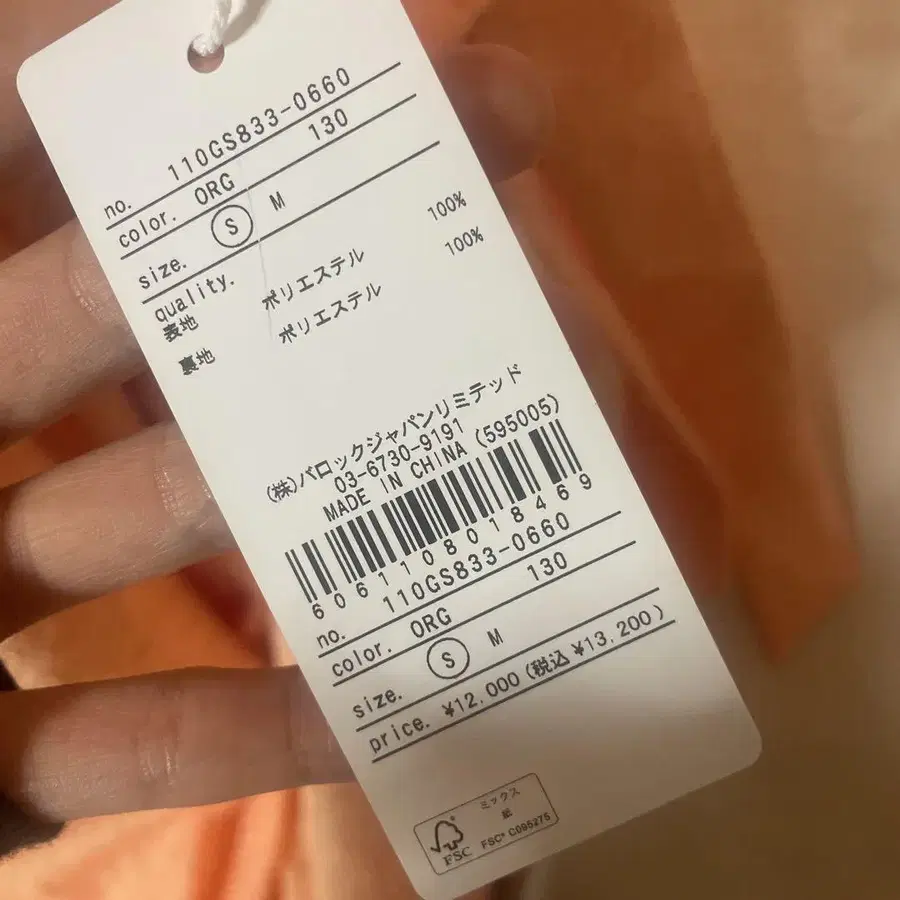 no. 110GS833-0660
color. ORG 130
size. S M
quality.
表地 ポリエステル 100%
裏地 ポリエステル 100%
(株)バロックジャパンリミテッド
03-6730-9191
MADE IN CHINA (595005)
6061108018469
no. 110GS833-0660
color. ORG 130
size. S M
price. ¥12.000(税込¥13.200)
ミックス
紙
FSC® C095275
FSC